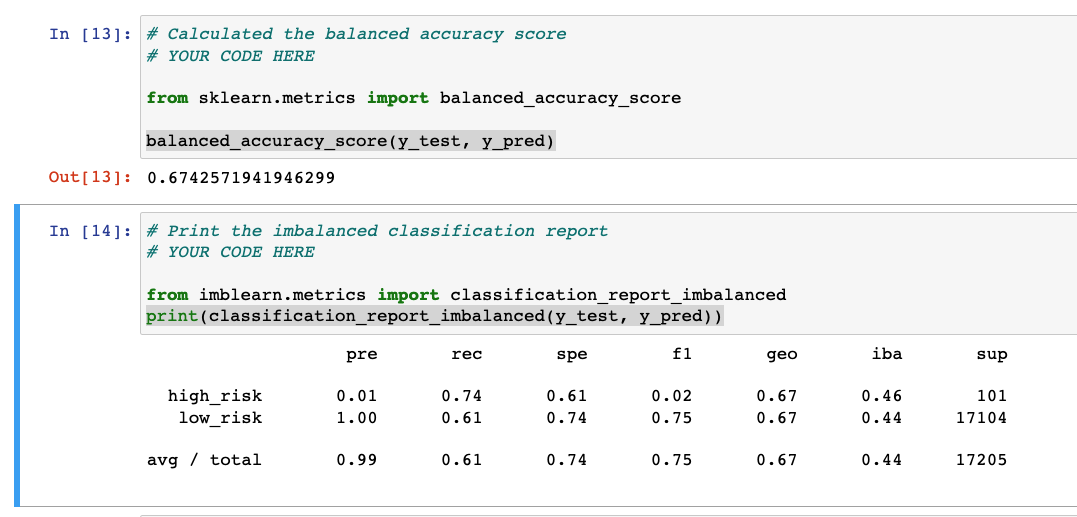 In [13]: # Calculated the balanced accuracy score
# YOUR CODE HERE
from sklearn.metrics import balanced_accuracy_score
balanced_accuracy_score(y_test, y_pred)
Out[13]: 0.6742571941946299
In [14]: # Print the imbalanced classification report
# YOUR CODE HERE
from imblearn.metrics import classification_report_imbalanced
print(classification_report_imbalanced(y_test, y_pred))
pre rec spe f1 geo iba sup
high_risk 0.01 0.74 0.61 0.02 0.67 0.46 101
low_risk 1.00 0.61 0.74 0.75 0.67 0.44 17104
avg / total 0.99 0.61 0.74 0.75 0.67 0.44 17205